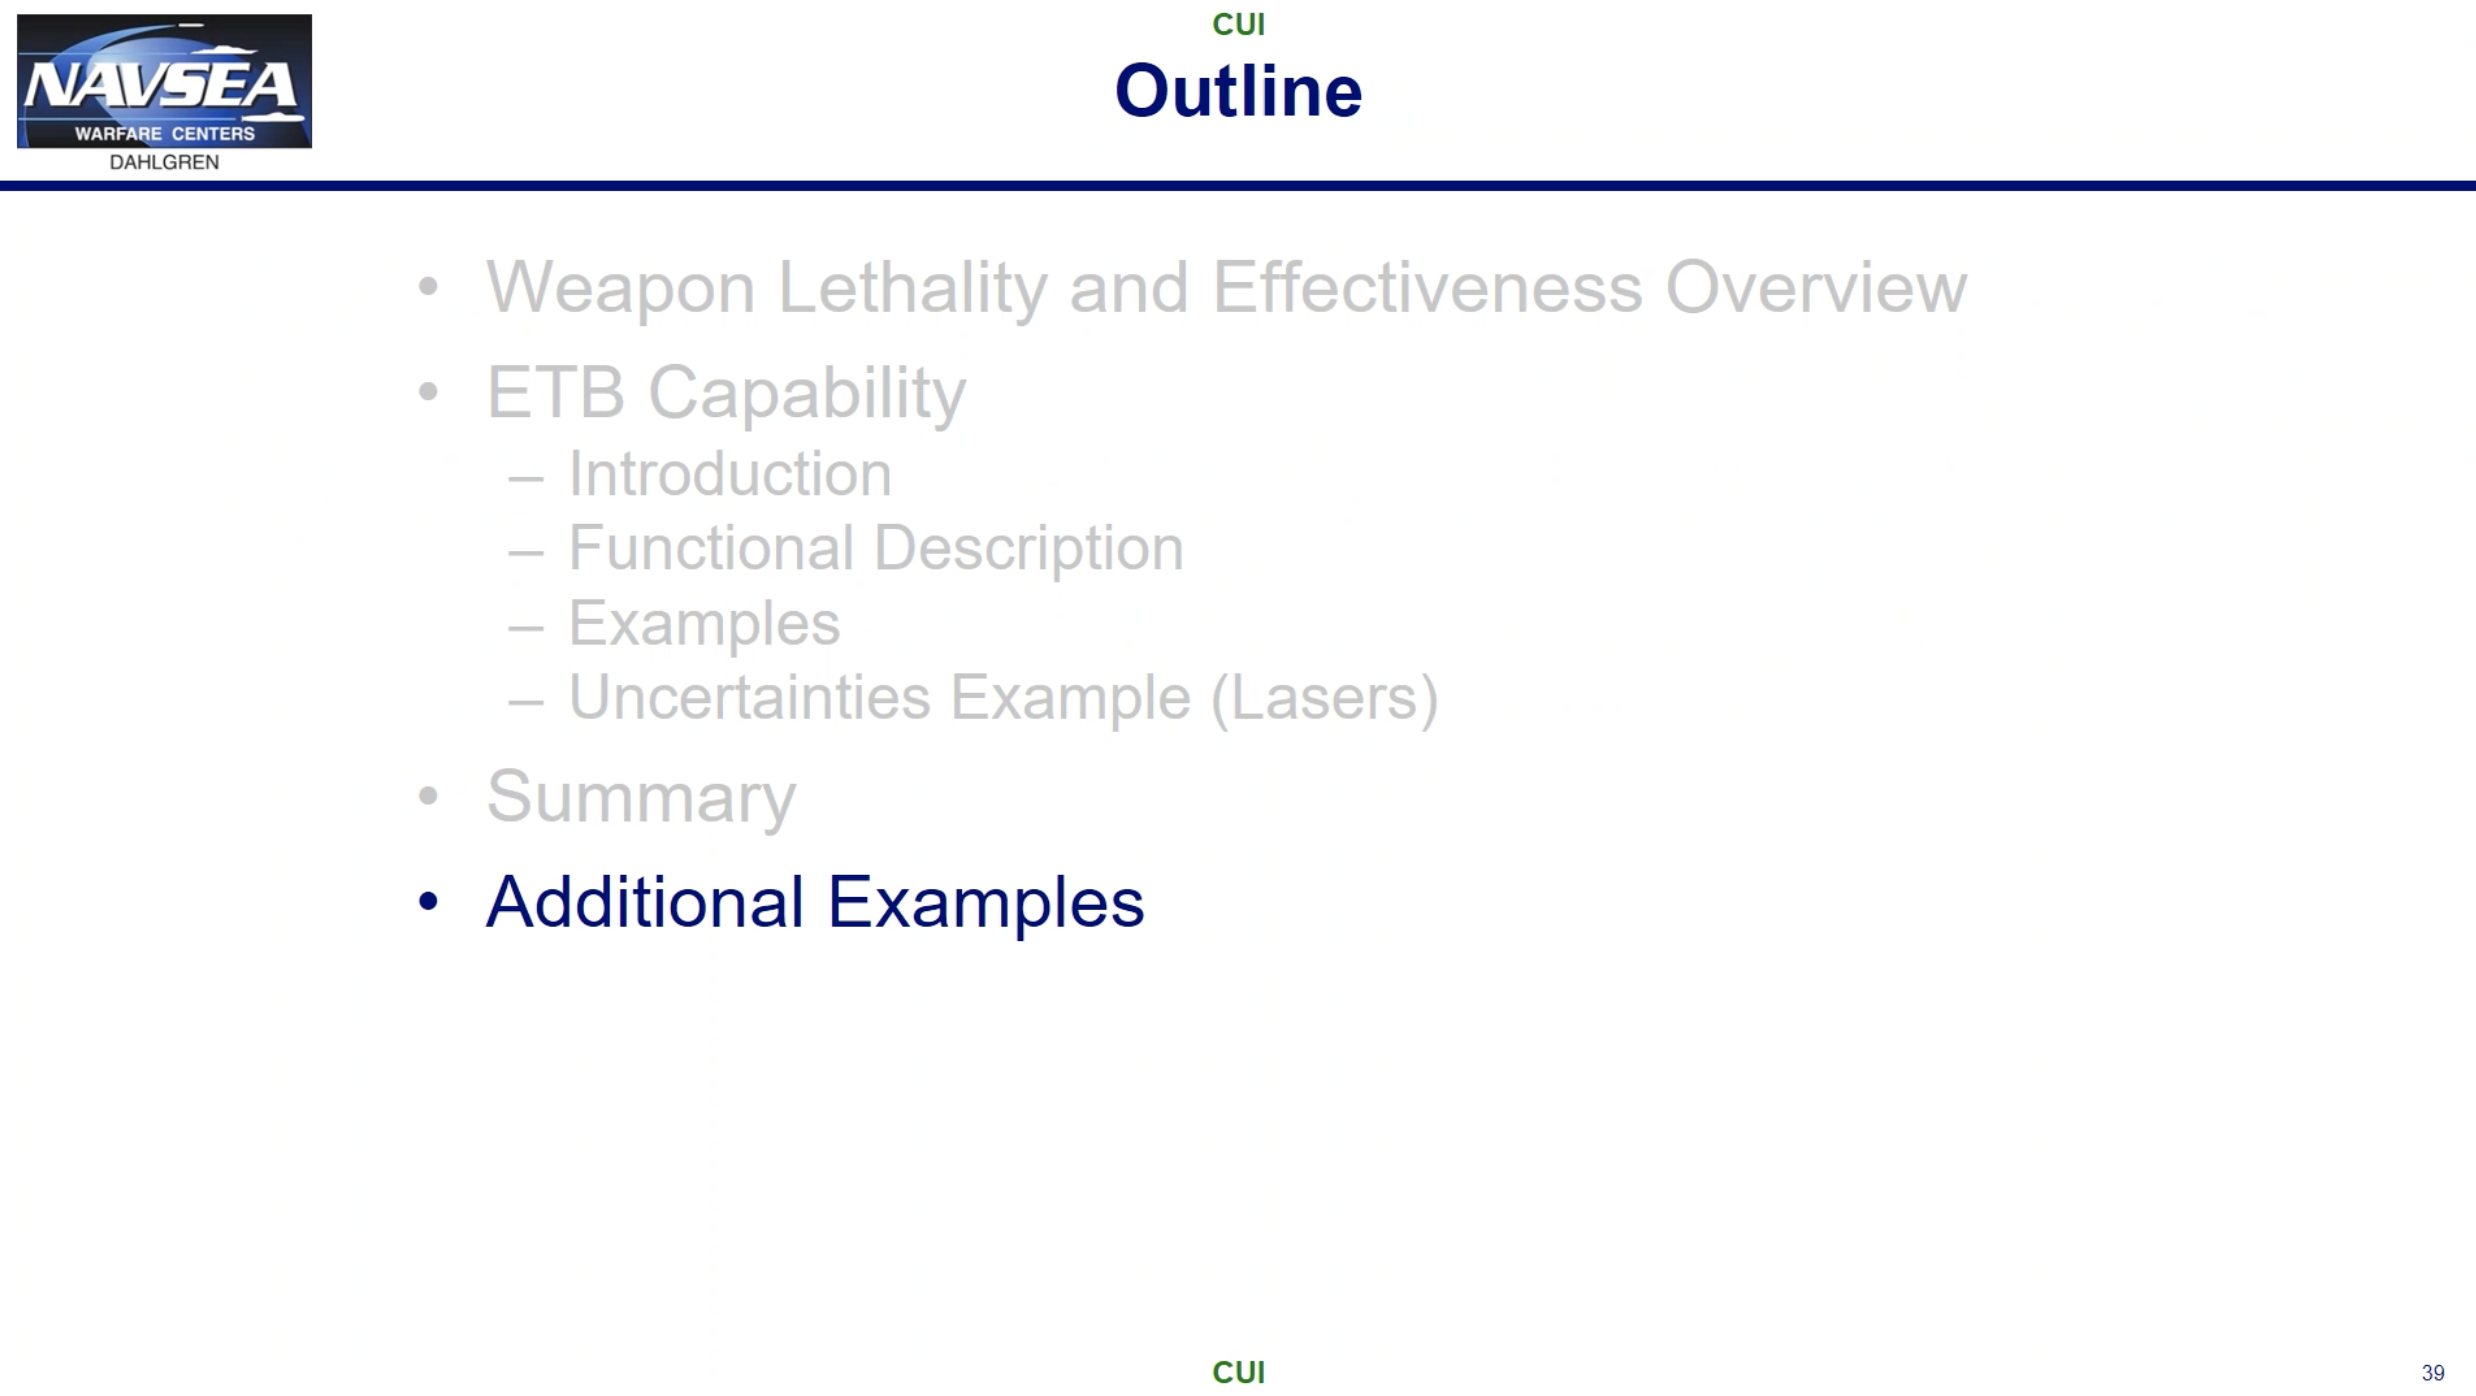 CUI
NAVSEA
WARFARE CENTERS
DAHLGREN
Outline
• Weapon Lethality and Effectiveness Overview
• ETB Capability
– Introduction
– Functional Description
– Examples
– Uncertainties Example (Lasers)
• Summary
• Additional Examples
CUI
39